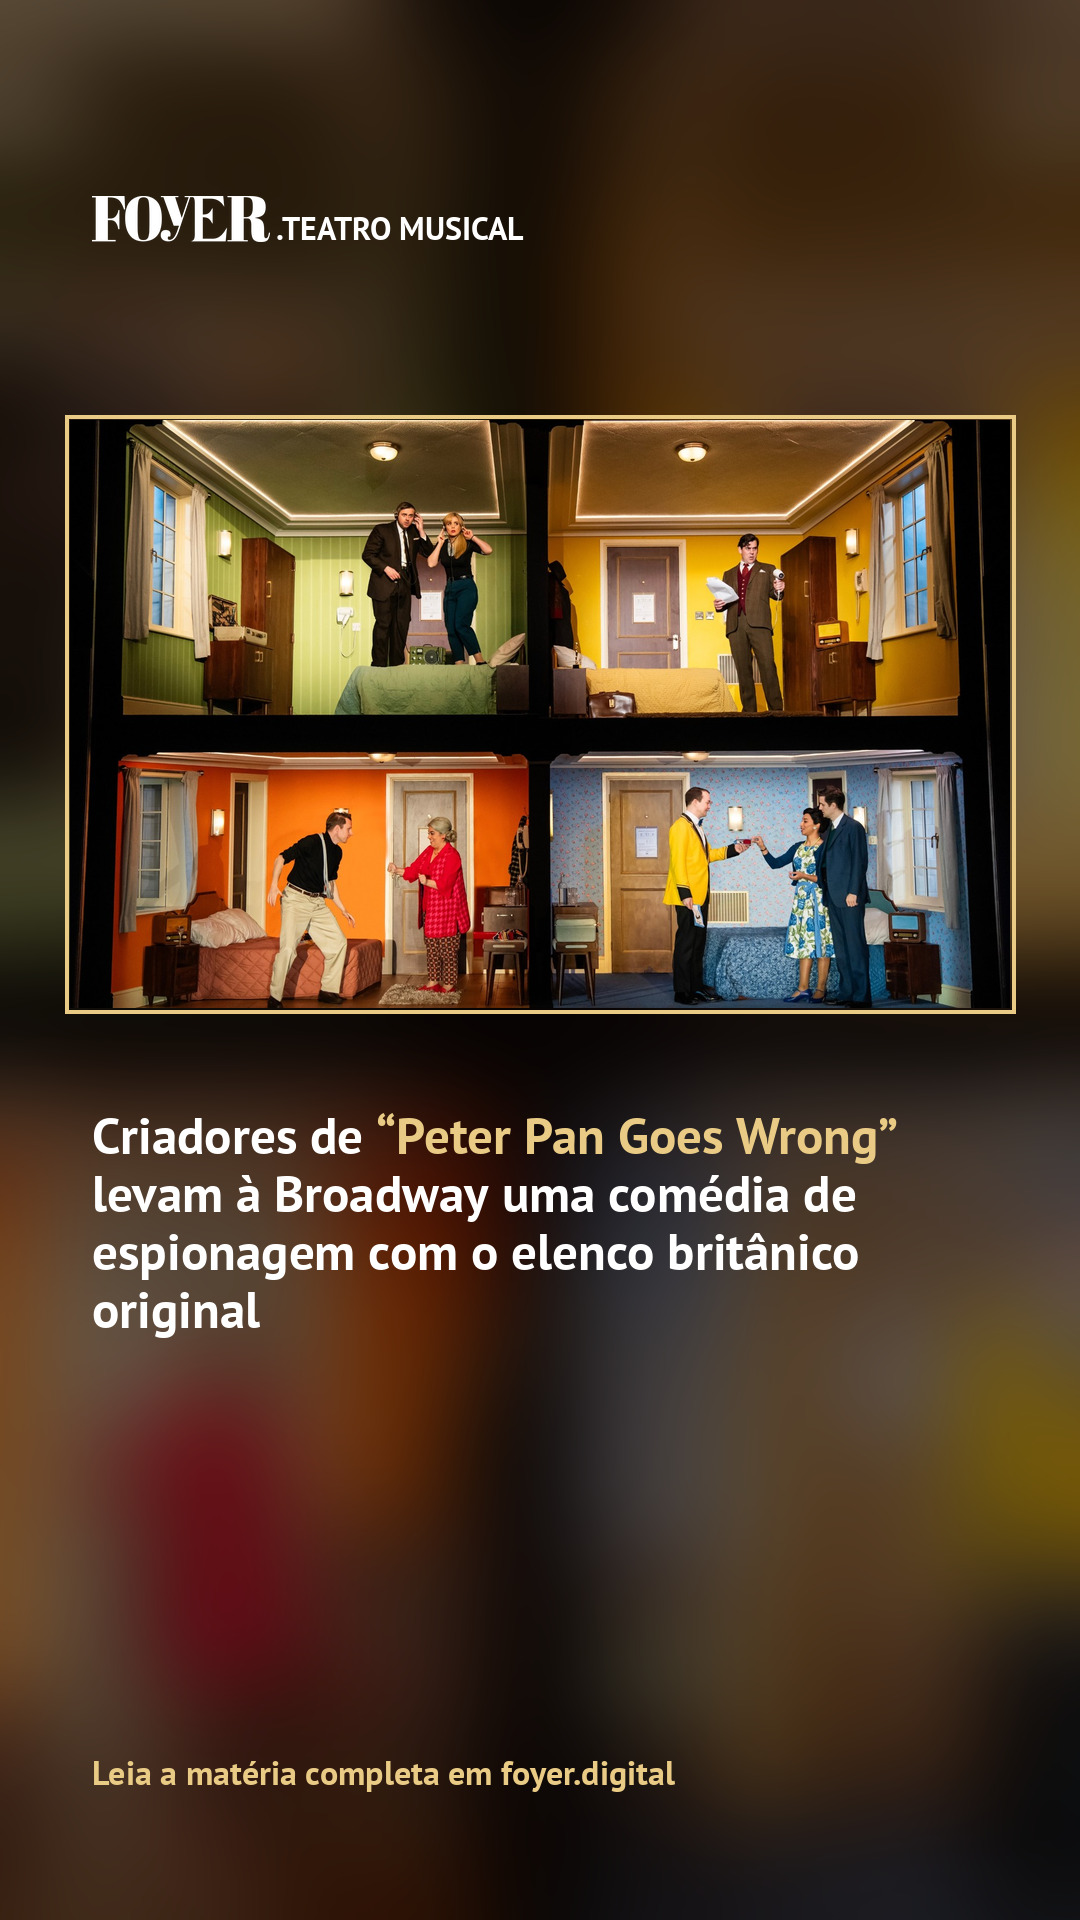 FOYER .TEATRO MUSICAL
Criadores de “Peter Pan Goes Wrong”
levam à Broadway uma comédia de
espionagem com o elenco britânico
original
Leia a matéria completa em foyer.digital